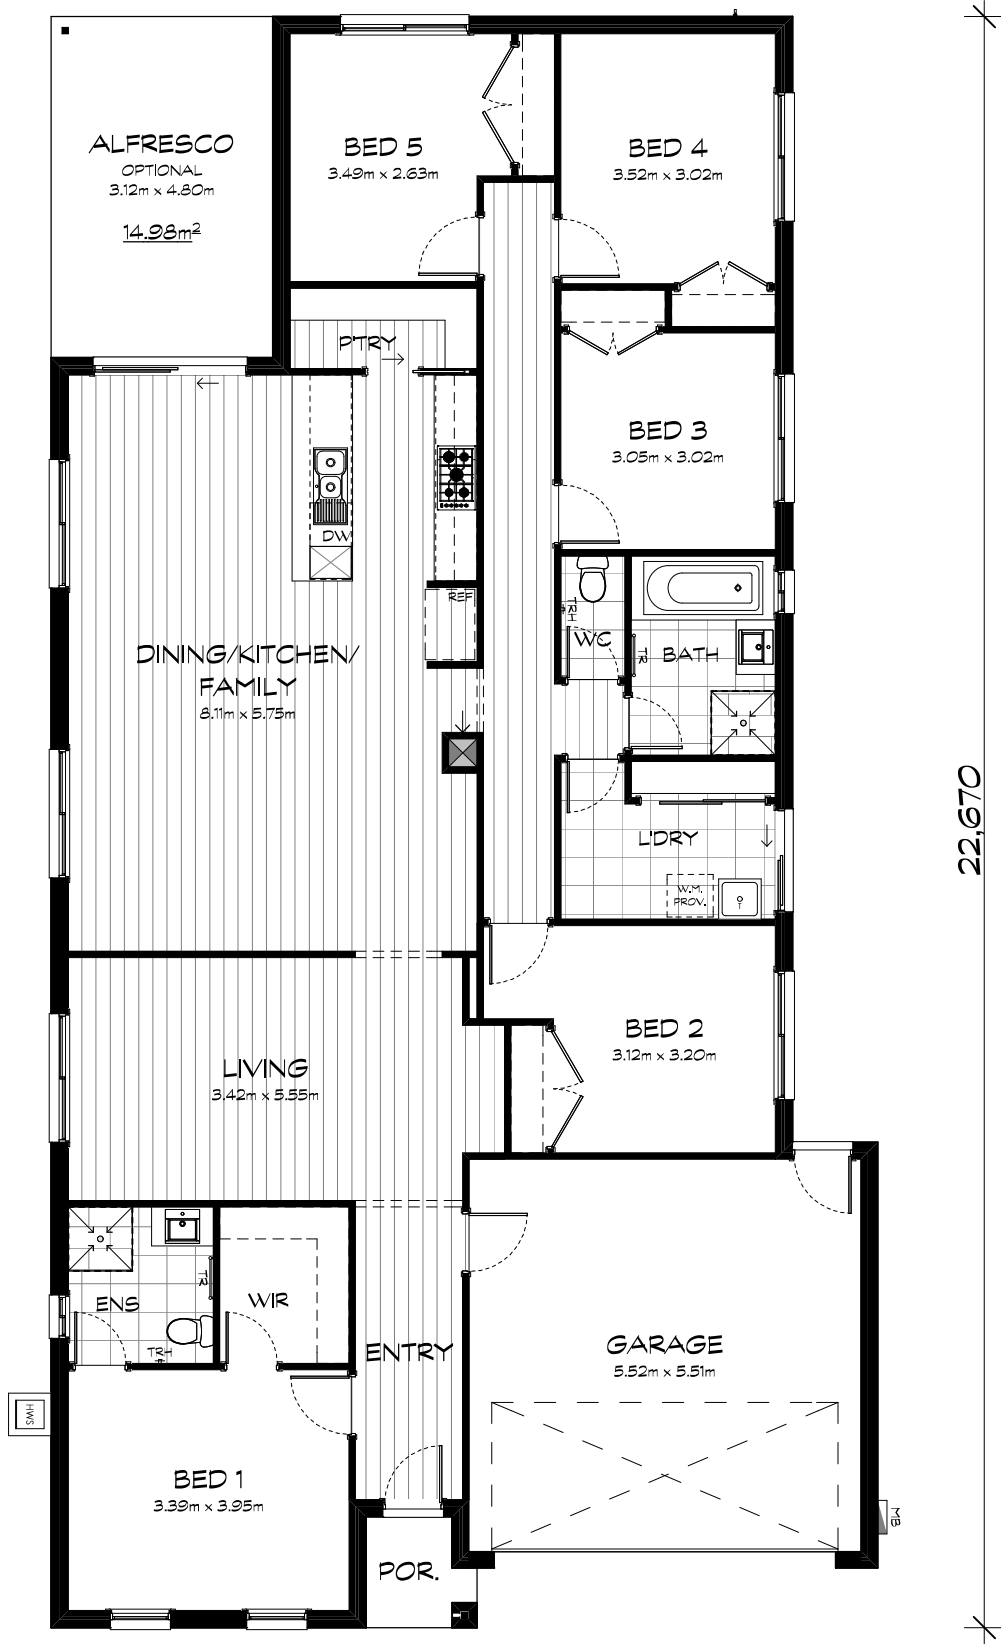 ALFRESCO
OPTIONAL
3.12m x 4.80m
14.98m²
BED 5
3.49m x 2.63m
BED 4
3.52m x 3.02m
P'TRY
BED 3
3.05m x 3.02m
DW
REF
TRH
WC
TR
BATH
DINING/KITCHEN/
FAMILY
8.11m x 5.75m
22,670
L'DRY
W.M.
PROV.
BED 2
3.12m x 3.20m
LIVING
3.42m x 5.55m
TR
ENS
WIR
TRH
ENTRY
GARAGE
5.52m x 5.51m
HWS
BED 1
3.39m x 3.95m
MB
POR.